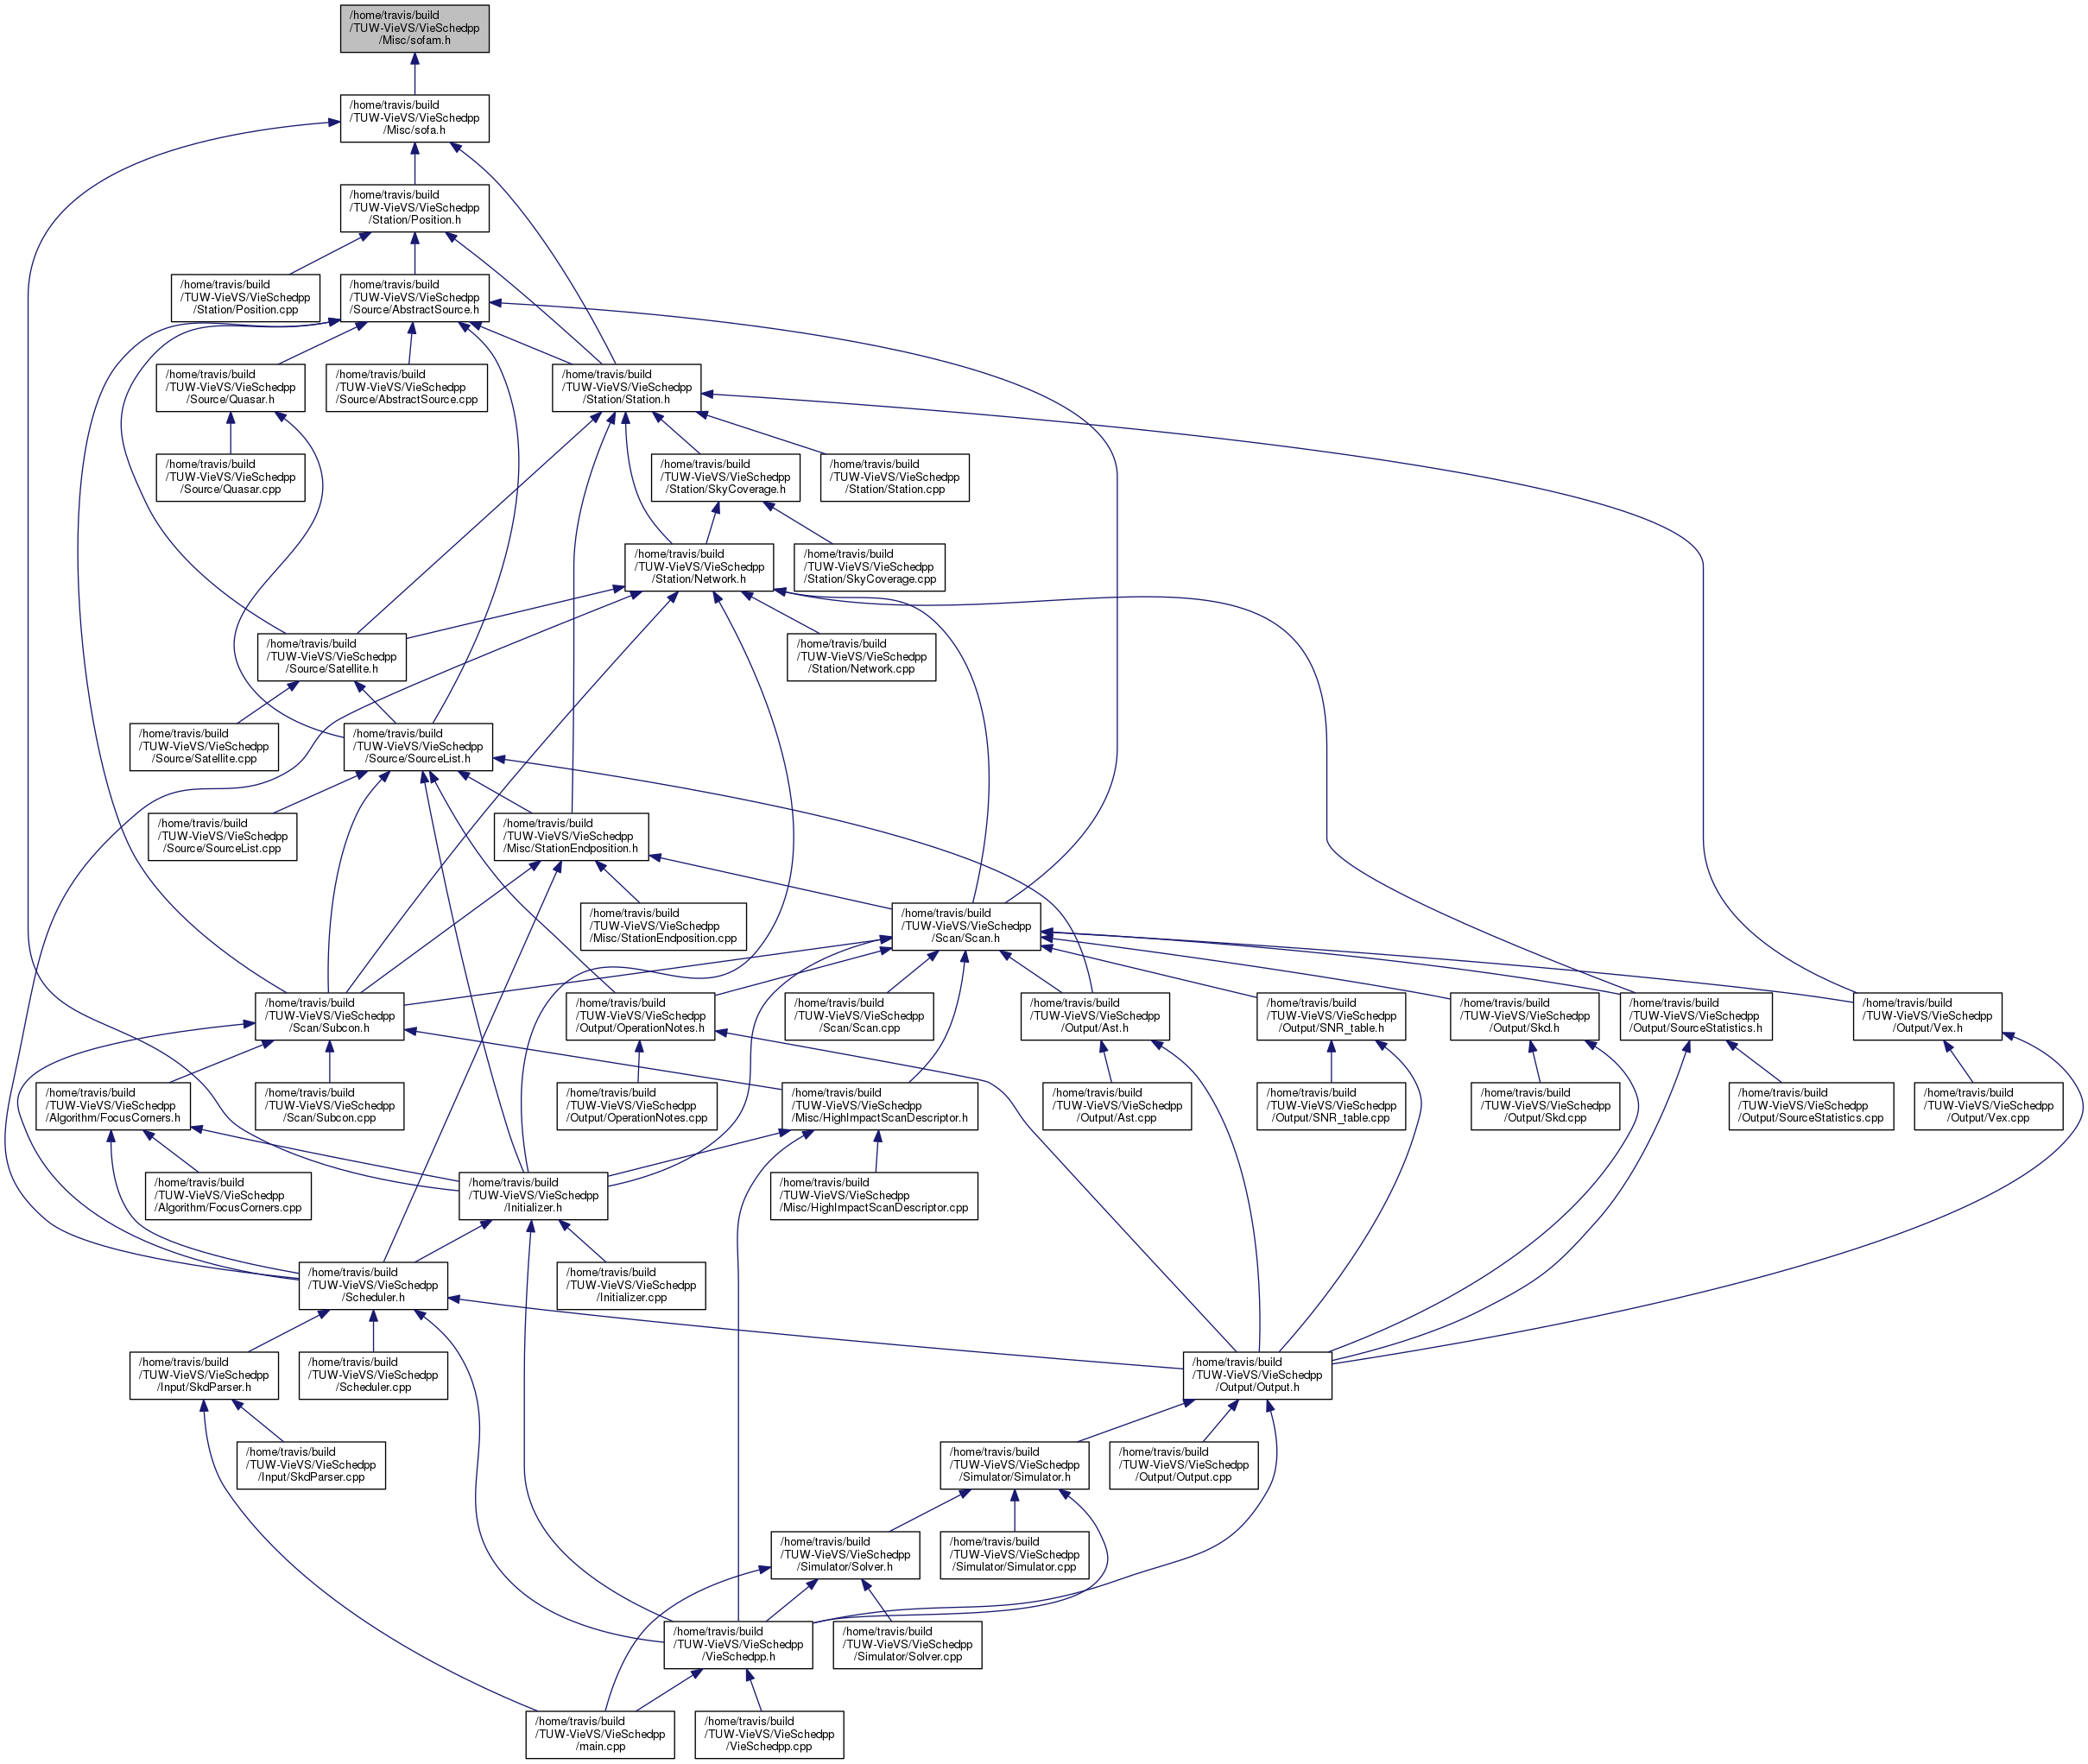 /home/travis/build
/TUW-VieVS/VieSchedpp
/Misc/sofam.h
/home/travis/build
/TUW-VieVS/VieSchedpp
/Misc/sofa.h
/home/travis/build
/TUW-VieVS/VieSchedpp
/Station/Position.h
/home/travis/build
/TUW-VieVS/VieSchedpp
/Station/Position.cpp
/home/travis/build
/TUW-VieVS/VieSchedpp
/Source/AbstractSource.h
/home/travis/build
/TUW-VieVS/VieSchedpp
/Source/Quasar.h
/home/travis/build
/TUW-VieVS/VieSchedpp
/Source/AbstractSource.cpp
/home/travis/build
/TUW-VieVS/VieSchedpp
/Station/Station.h
/home/travis/build
/TUW-VieVS/VieSchedpp
/Source/Quasar.cpp
/home/travis/build
/TUW-VieVS/VieSchedpp
/Station/SkyCoverage.h
/home/travis/build
/TUW-VieVS/VieSchedpp
/Station/Station.cpp
/home/travis/build
/TUW-VieVS/VieSchedpp
/Station/Network.h
/home/travis/build
/TUW-VieVS/VieSchedpp
/Station/SkyCoverage.cpp
/home/travis/build
/TUW-VieVS/VieSchedpp
/Source/Satellite.h
/home/travis/build
/TUW-VieVS/VieSchedpp
/Station/Network.cpp
/home/travis/build
/TUW-VieVS/VieSchedpp
/Source/Satellite.cpp
/home/travis/build
/TUW-VieVS/VieSchedpp
/Source/SourceList.h
/home/travis/build
/TUW-VieVS/VieSchedpp
/Source/SourceList.cpp
/home/travis/build
/TUW-VieVS/VieSchedpp
/Misc/StationEndposition.h
/home/travis/build
/TUW-VieVS/VieSchedpp
/Misc/StationEndposition.cpp
/home/travis/build
/TUW-VieVS/VieSchedpp
/Scan/Scan.h
/home/travis/build
/TUW-VieVS/VieSchedpp
/Scan/Subcon.h
/home/travis/build
/TUW-VieVS/VieSchedpp
/Output/OperationNotes.h
/home/travis/build
/TUW-VieVS/VieSchedpp
/Scan/Scan.cpp
/home/travis/build
/TUW-VieVS/VieSchedpp
/Output/Ast.h
/home/travis/build
/TUW-VieVS/VieSchedpp
/Output/SNR_table.h
/home/travis/build
/TUW-VieVS/VieSchedpp
/Output/Skd.h
/home/travis/build
/TUW-VieVS/VieSchedpp
/Output/SourceStatistics.h
/home/travis/build
/TUW-VieVS/VieSchedpp
/Output/Vex.h
/home/travis/build
/TUW-VieVS/VieSchedpp
/Algorithm/FocusCorners.h
/home/travis/build
/TUW-VieVS/VieSchedpp
/Scan/Subcon.cpp
/home/travis/build
/TUW-VieVS/VieSchedpp
/Output/OperationNotes.cpp
/home/travis/build
/TUW-VieVS/VieSchedpp
/Misc/HighImpactScanDescriptor.h
/home/travis/build
/TUW-VieVS/VieSchedpp
/Output/Ast.cpp
/home/travis/build
/TUW-VieVS/VieSchedpp
/Output/SNR_table.cpp
/home/travis/build
/TUW-VieVS/VieSchedpp
/Output/Skd.cpp
/home/travis/build
/TUW-VieVS/VieSchedpp
/Output/SourceStatistics.cpp
/home/travis/build
/TUW-VieVS/VieSchedpp
/Output/Vex.cpp
/home/travis/build
/TUW-VieVS/VieSchedpp
/Algorithm/FocusCorners.cpp
/home/travis/build
/TUW-VieVS/VieSchedpp
/Initializer.h
/home/travis/build
/TUW-VieVS/VieSchedpp
/Misc/HighImpactScanDescriptor.cpp
/home/travis/build
/TUW-VieVS/VieSchedpp
/Scheduler.h
/home/travis/build
/TUW-VieVS/VieSchedpp
/Initializer.cpp
/home/travis/build
/TUW-VieVS/VieSchedpp
/Input/SkdParser.h
/home/travis/build
/TUW-VieVS/VieSchedpp
/Scheduler.cpp
/home/travis/build
/TUW-VieVS/VieSchedpp
/Output/Output.h
/home/travis/build
/TUW-VieVS/VieSchedpp
/Input/SkdParser.cpp
/home/travis/build
/TUW-VieVS/VieSchedpp
/Simulator/Simulator.h
/home/travis/build
/TUW-VieVS/VieSchedpp
/Output/Output.cpp
/home/travis/build
/TUW-VieVS/VieSchedpp
/Simulator/Solver.h
/home/travis/build
/TUW-VieVS/VieSchedpp
/Simulator/Simulator.cpp
/home/travis/build
/TUW-VieVS/VieSchedpp
/VieSchedpp.h
/home/travis/build
/TUW-VieVS/VieSchedpp
/Simulator/Solver.cpp
/home/travis/build
/TUW-VieVS/VieSchedpp
/main.cpp
/home/travis/build
/TUW-VieVS/VieSchedpp
/VieSchedpp.cpp